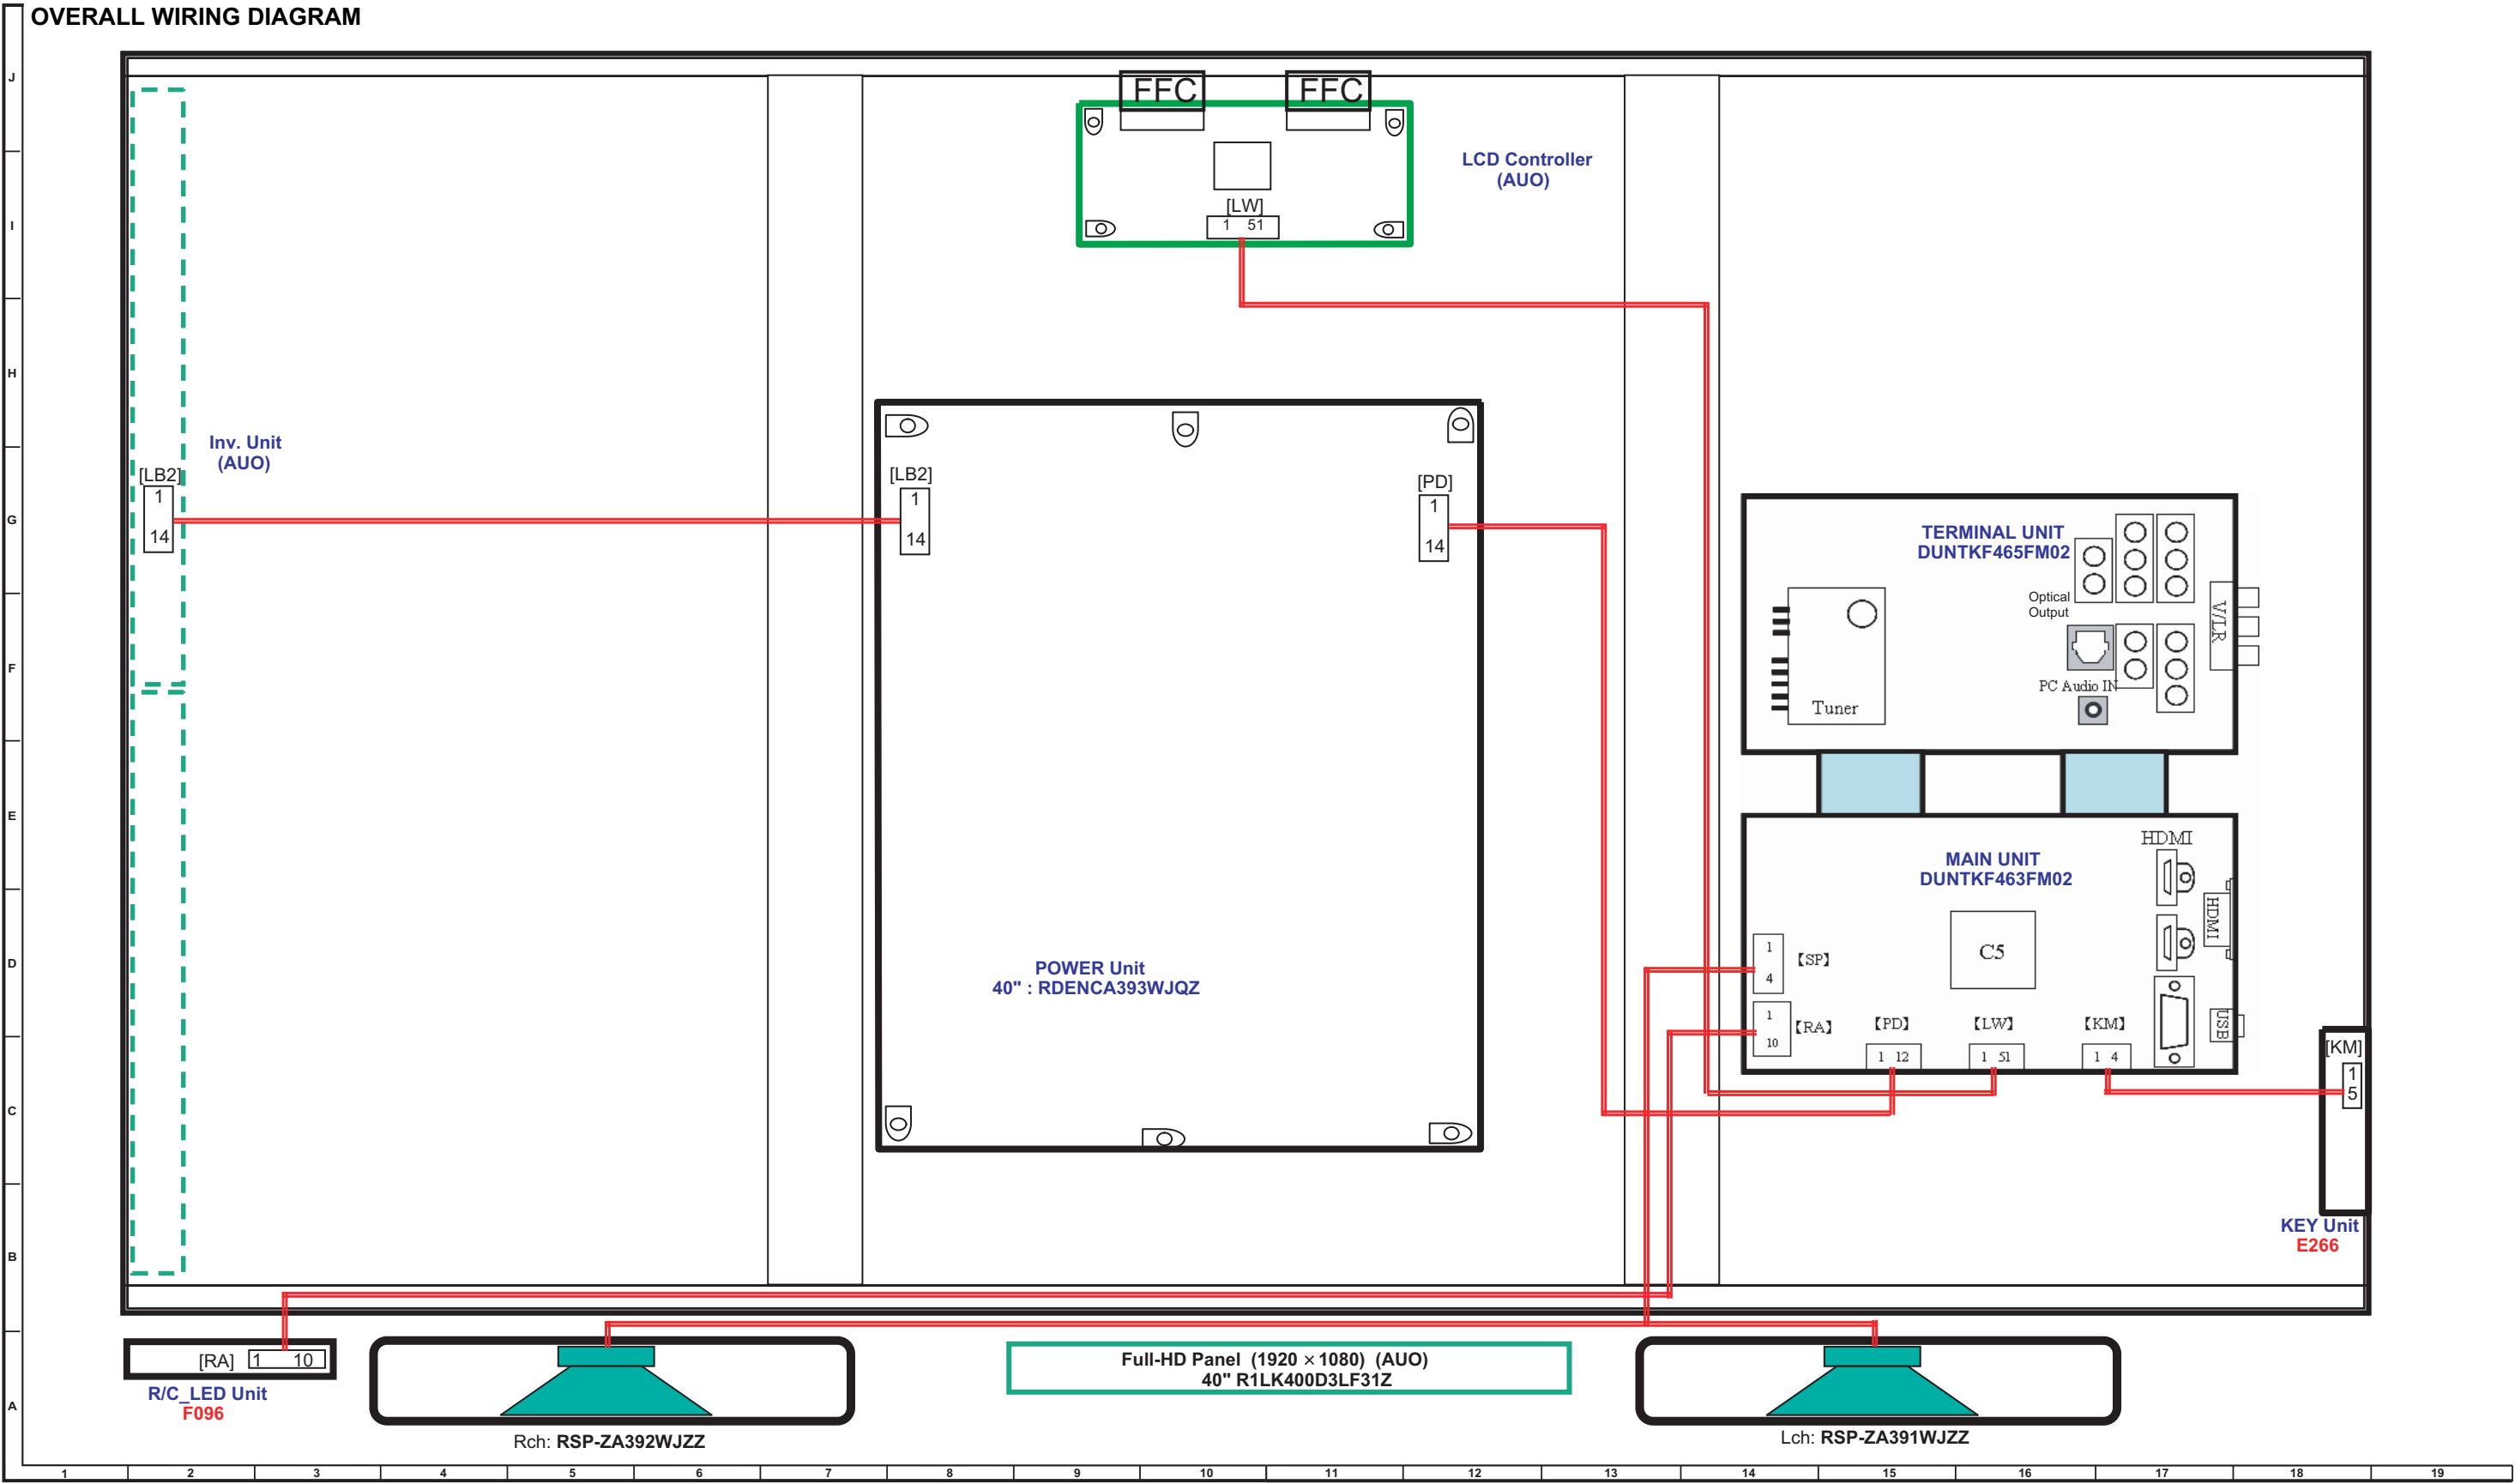 OVERALL WIRING DIAGRAM
J
I
H
G
F
E
D
C
B
A
FFC
FFC
LCD Controller
(AUO)
[LW]
1 51
Inv. Unit
(AUO)
[LB2]
1
14
[LB2]
1
14
[PD]
1
14
TERMINAL UNIT
DUNTKF465FM02
Optical
Output
V/LR
PC Audio IN
Tuner
HDMI
MAIN UNIT
DUNTKF463FM02
HDMI
C5
1
4
【SP】
1
10
【RA】
【PD】
【LW】
【KM】
USB
1 12
1 51
1 4
[KM]
1
5
POWER Unit
40" : RDENCA393WJQZ
KEY Unit
E266
[RA] 1 10
R/C_LED Unit
F096
Full-HD Panel (1920 × 1080) (AUO)
40" R1LK400D3LF31Z
Rch: RSP-ZA392WJZZ
Lch: RSP-ZA391WJZZ
1 2 3 4 5 6 7 8 9 10 11 12 13 14 15 16 17 18 19